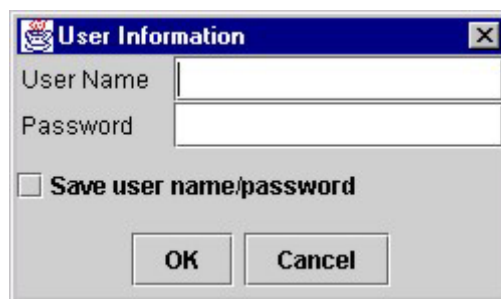 User Information
User Name
Password
Save user name/password
OK Cancel